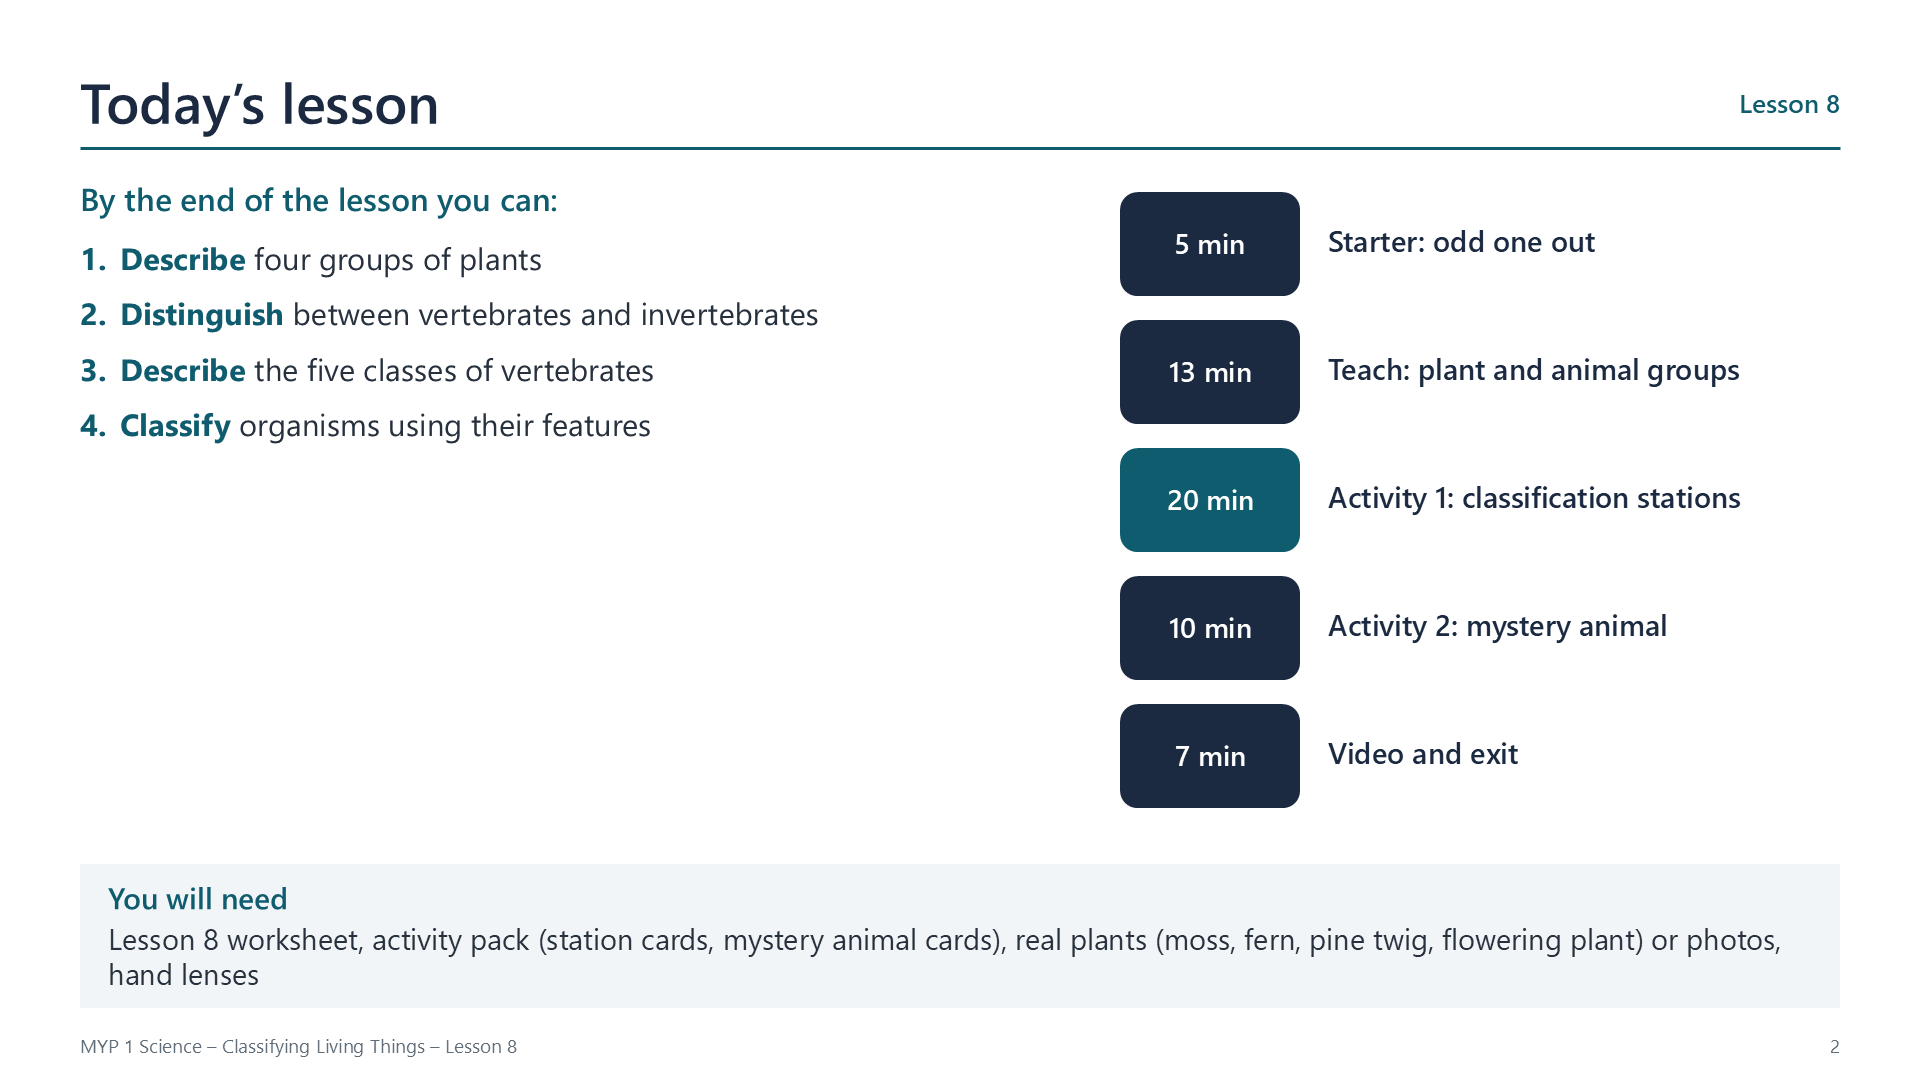 Today’s lesson
Lesson 8
By the end of the lesson you can:
1. Describe four groups of plants
2. Distinguish between vertebrates and invertebrates
3. Describe the five classes of vertebrates
4. Classify organisms using their features
5 min
Starter: odd one out
13 min
Teach: plant and animal groups
20 min
Activity 1: classification stations
10 min
Activity 2: mystery animal
7 min
Video and exit
You will need
Lesson 8 worksheet, activity pack (station cards, mystery animal cards), real plants (moss, fern, pine twig, flowering plant) or photos,
hand lenses
MYP 1 Science – Classifying Living Things – Lesson 8
2